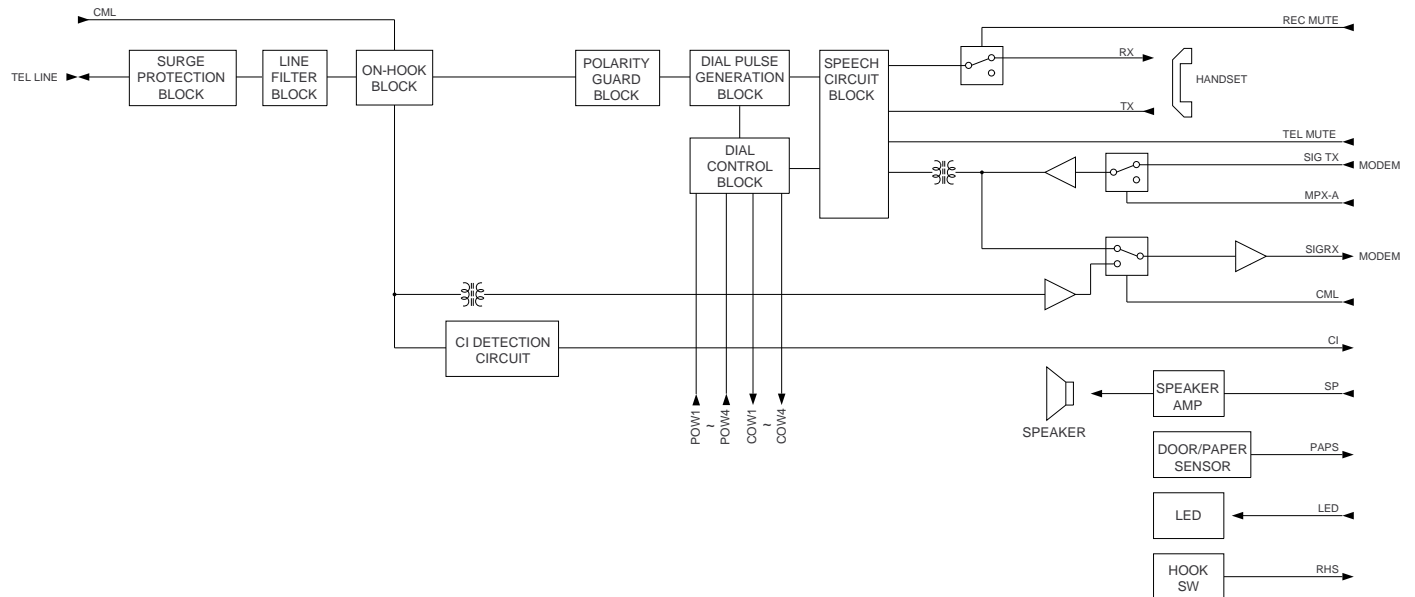 CML
REC MUTE
TEL LINE
SURGE
PROTECTION
BLOCK
LINE
FILTER
BLOCK
ON-HOOK
BLOCK
POLARITY
GUARD
BLOCK
DIAL PULSE
GENERATION
BLOCK
SPEECH
CIRCUIT
BLOCK
RX
HANDSET
TX
TEL MUTE
DIAL
CONTROL
BLOCK
SIG TX
MODEM
MPX-A
SIGRX
MODEM
CML
CI DETECTION
CIRCUIT
CI
POW1
~
POW4
COW1
~
COW4
SPEAKER
SPEAKER
AMP
SP
DOOR/PAPER
SENSOR
PAPS
LED
LED
HOOK
SW
RHS